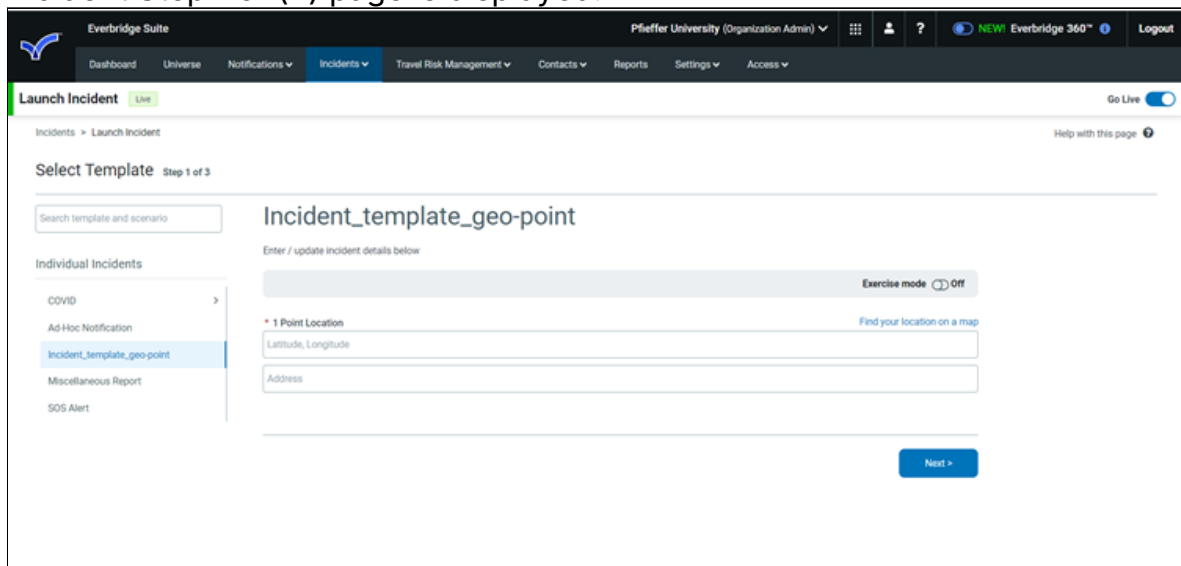 Everbridge Suite
Pfieffer University (Organization Admin)
?
NEW! Everbridge 360™
Logout
Dashboard Universe Notifications Incidents Travel Risk Management Contacts Reports Settings Access
Launch Incident Live
Go Live
Incidents > Launch Incident
Help with this page ?
Select Template Step 1 of 3
Search template and scenario
Individual Incidents
COVID >
Ad-Hoc Notification
Incident_template_geo-point
Miscellaneous Report
SOS Alert
Incident_template_geo-point
Enter / update incident details below
Exercise mode Off
* 1 Point Location
Find your location on a map
Latitude, Longitude
Address
Next >